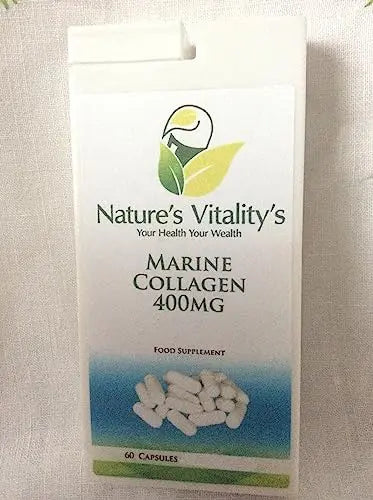 Nature's Vitality's
Your Health Your Wealth
MARINE
COLLAGEN
400MG
FOOD SUPPLEMENT
60 CAPSULES